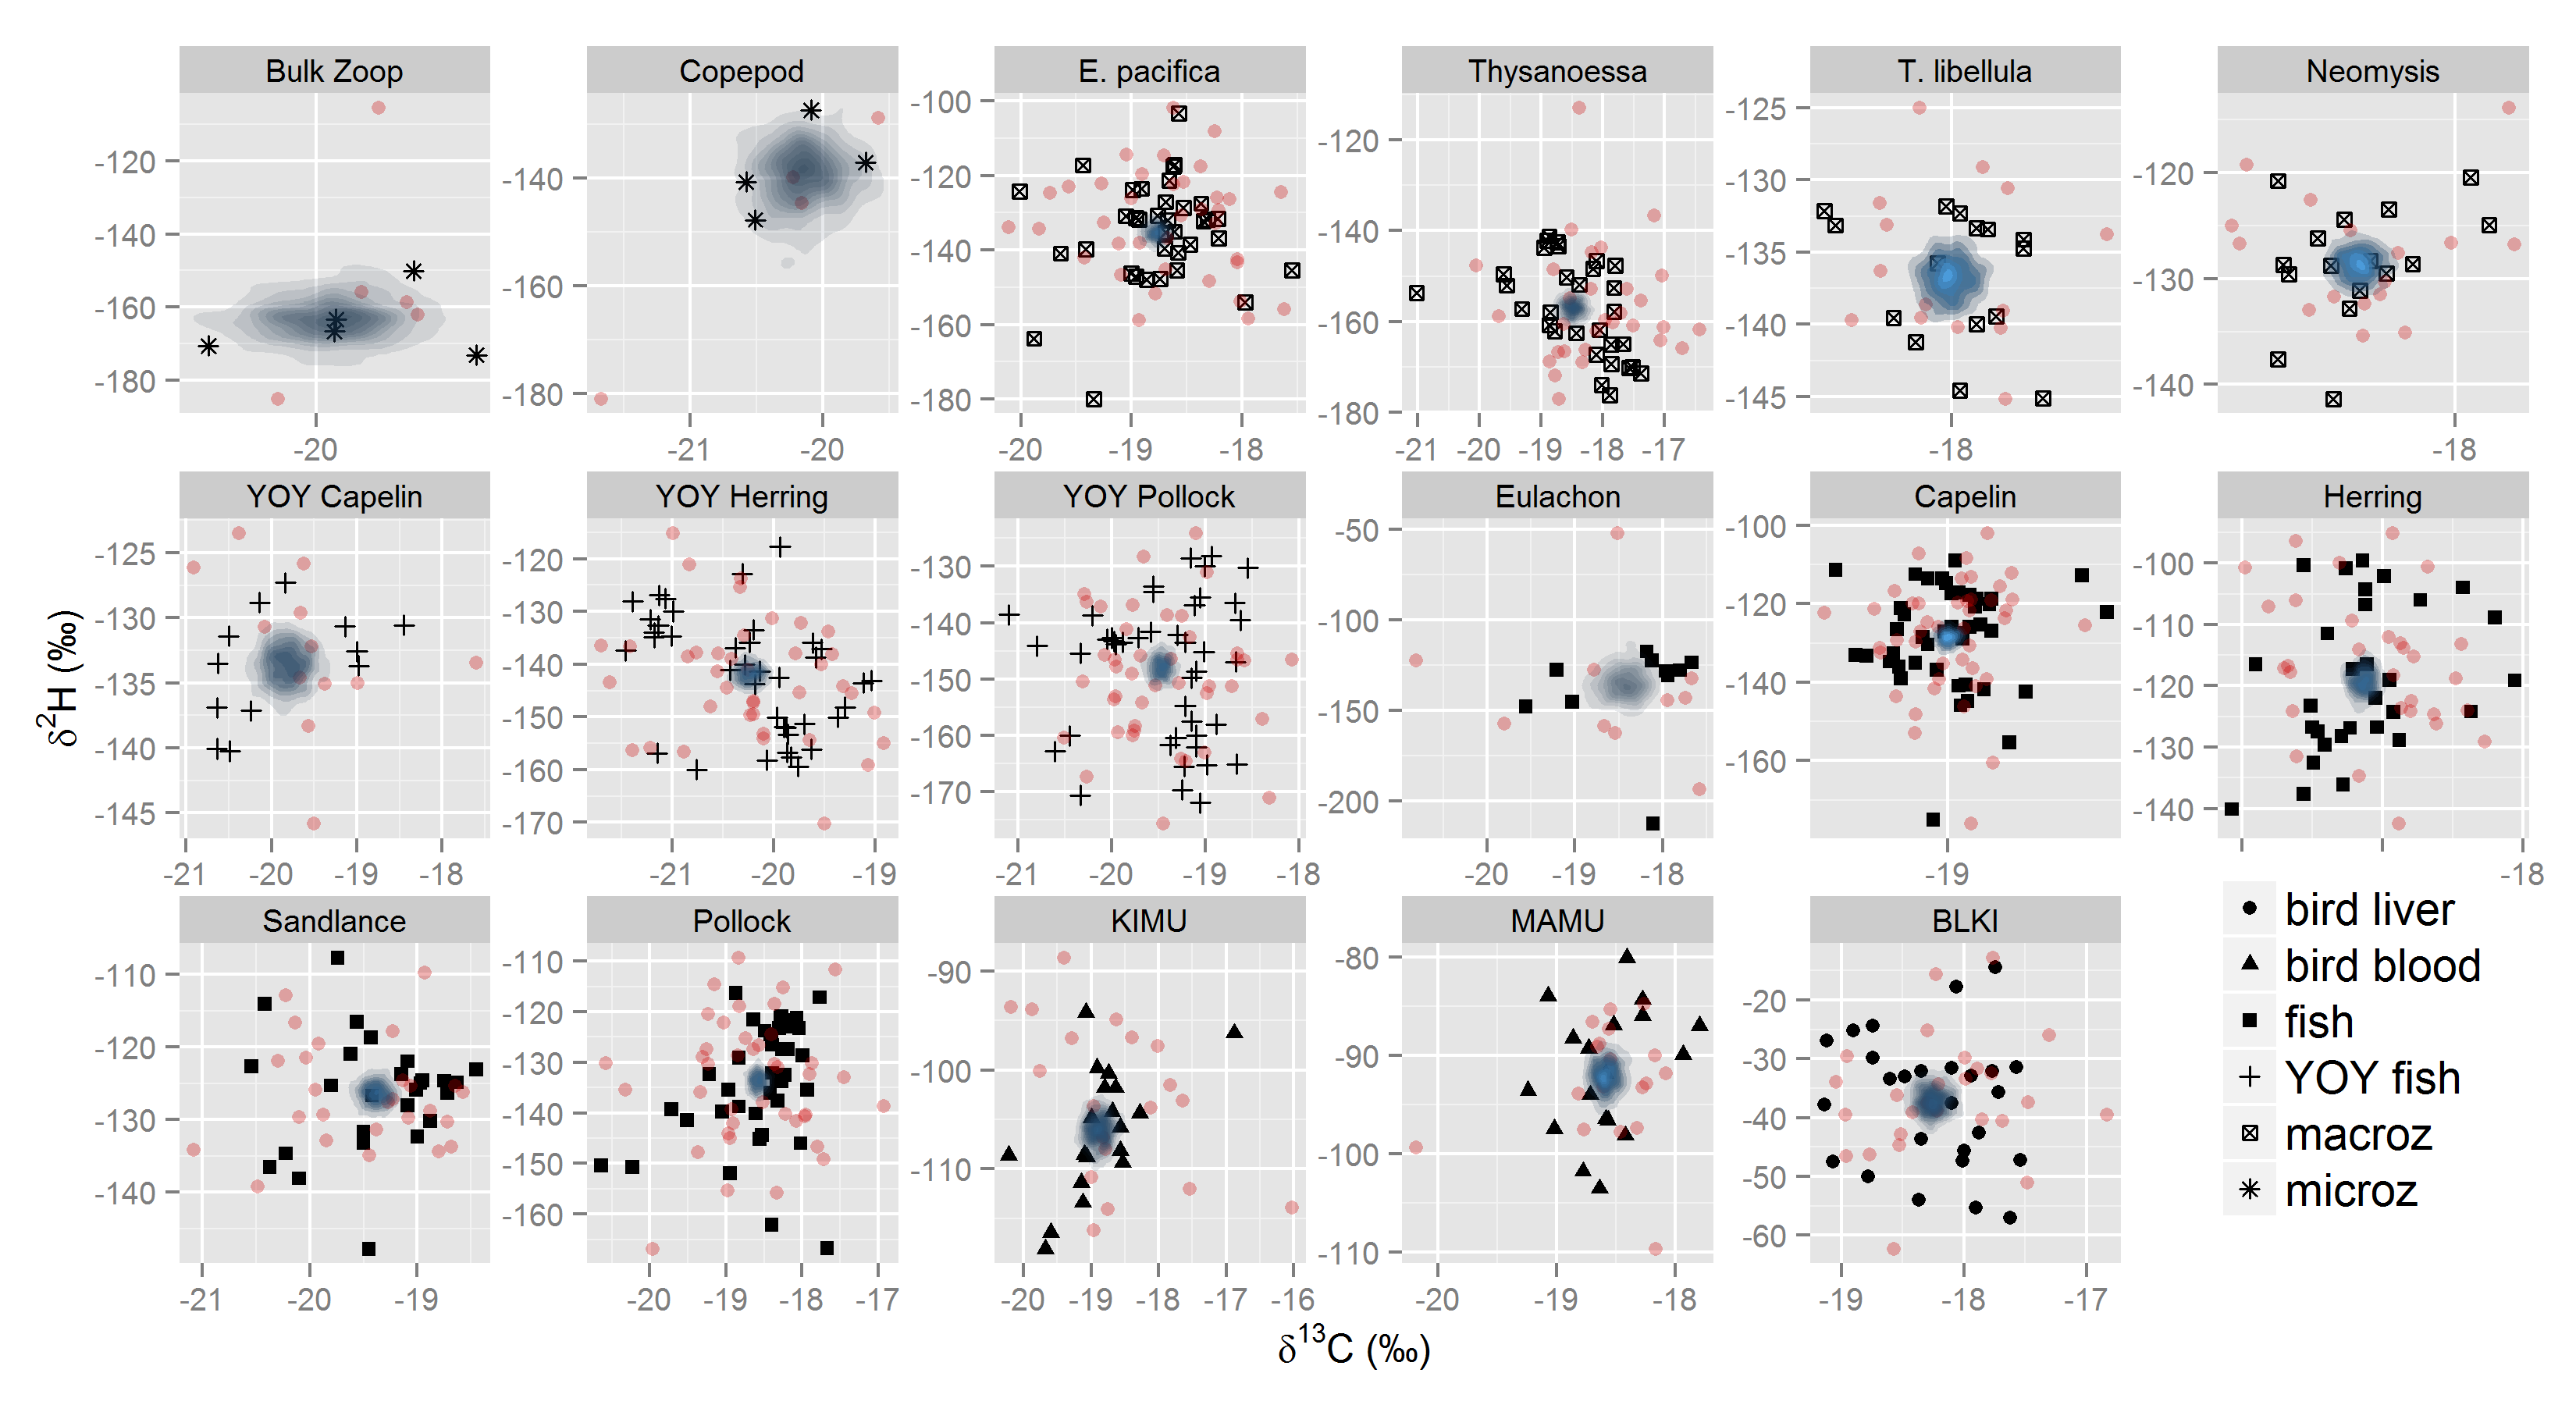 Bulk Zoop Copepod E. pacifica Thysanoessa T. libellula Neomysis
-120 -140 -160 -180
-20
-140 -160 -180
-21 -20
-100 -120 -140 -160 -180
-20 -19 -18
-120 -140 -160 -180
-21 -20 -19 -18 -17
-125 -130 -135 -140 -145
-18
-120 -130 -140
-18
YOY Capelin YOY Herring YOY Pollock Eulachon Capelin Herring
-125 -130 -135 -140 -145
-21 -20 -19 -18
-120 -130 -140 -150 -160 -170
-21 -20 -19
-130 -140 -150 -160 -170
-21 -20 -19 -18
-50 -100 -150 -200
-20 -19 -18
-100 -120 -140 -160
-19
-100 -110 -120 -130 -140
-18
Sandlance Pollock KIMU MAMU BLKI
-110 -120 -130 -140
-21 -20 -19
-110 -120 -130 -140 -150 -160
-20 -19 -18 -17
-90 -100 -110
-20 -19 -18 -17 -16
-80 -90 -100 -110
-20 -19 -18
-20 -30 -40 -50 -60
-19 -18 -17
δ2H (‰)
δ13C (‰)
bird liver
bird blood
fish
YOY fish
macroz
microz